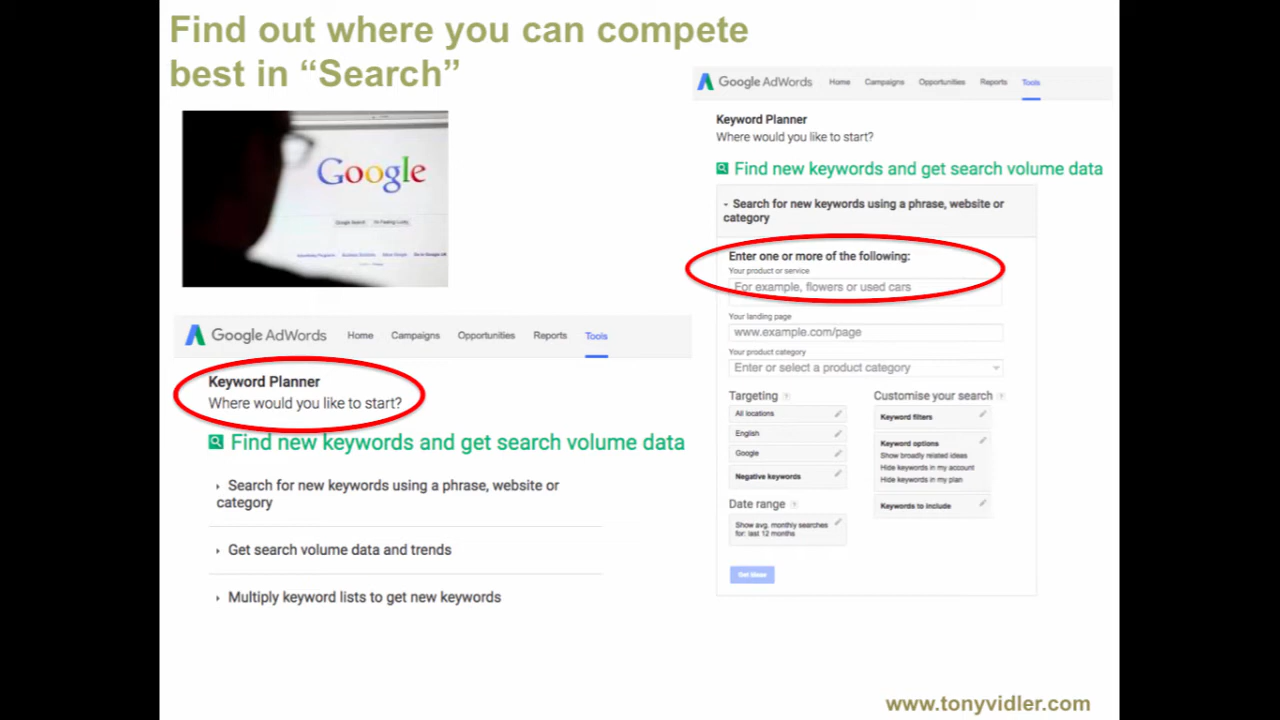 Find out where you can compete
best in “Search”
Google
Google Search I'm Feeling Lucky
Google AdWords Home Campaigns Opportunities Reports Tools
Keyword Planner
Where would you like to start?
Find new keywords and get search volume data
Search for new keywords using a phrase, website or
category
Get search volume data and trends
Multiply keyword lists to get new keywords
Google AdWords Home Campaigns Opportunities Reports Tools
Keyword Planner
Where would you like to start?
Find new keywords and get search volume data
Search for new keywords using a phrase, website or
category
Enter one or more of the following:
Your product or service
For example, flowers or used cars
Your landing page
www.example.com/page
Your product category
Enter or select a product category
Targeting ?
All locations
English
Google
Negative keywords
Date range ?
Show avg. monthly searches
for: last 12 months
Customise your search ?
Keyword filters
Keyword options
Show broadly related ideas
Hide keywords in my account
Hide keywords in my plan
Keywords to include
Get ideas
www.tonyvidler.com